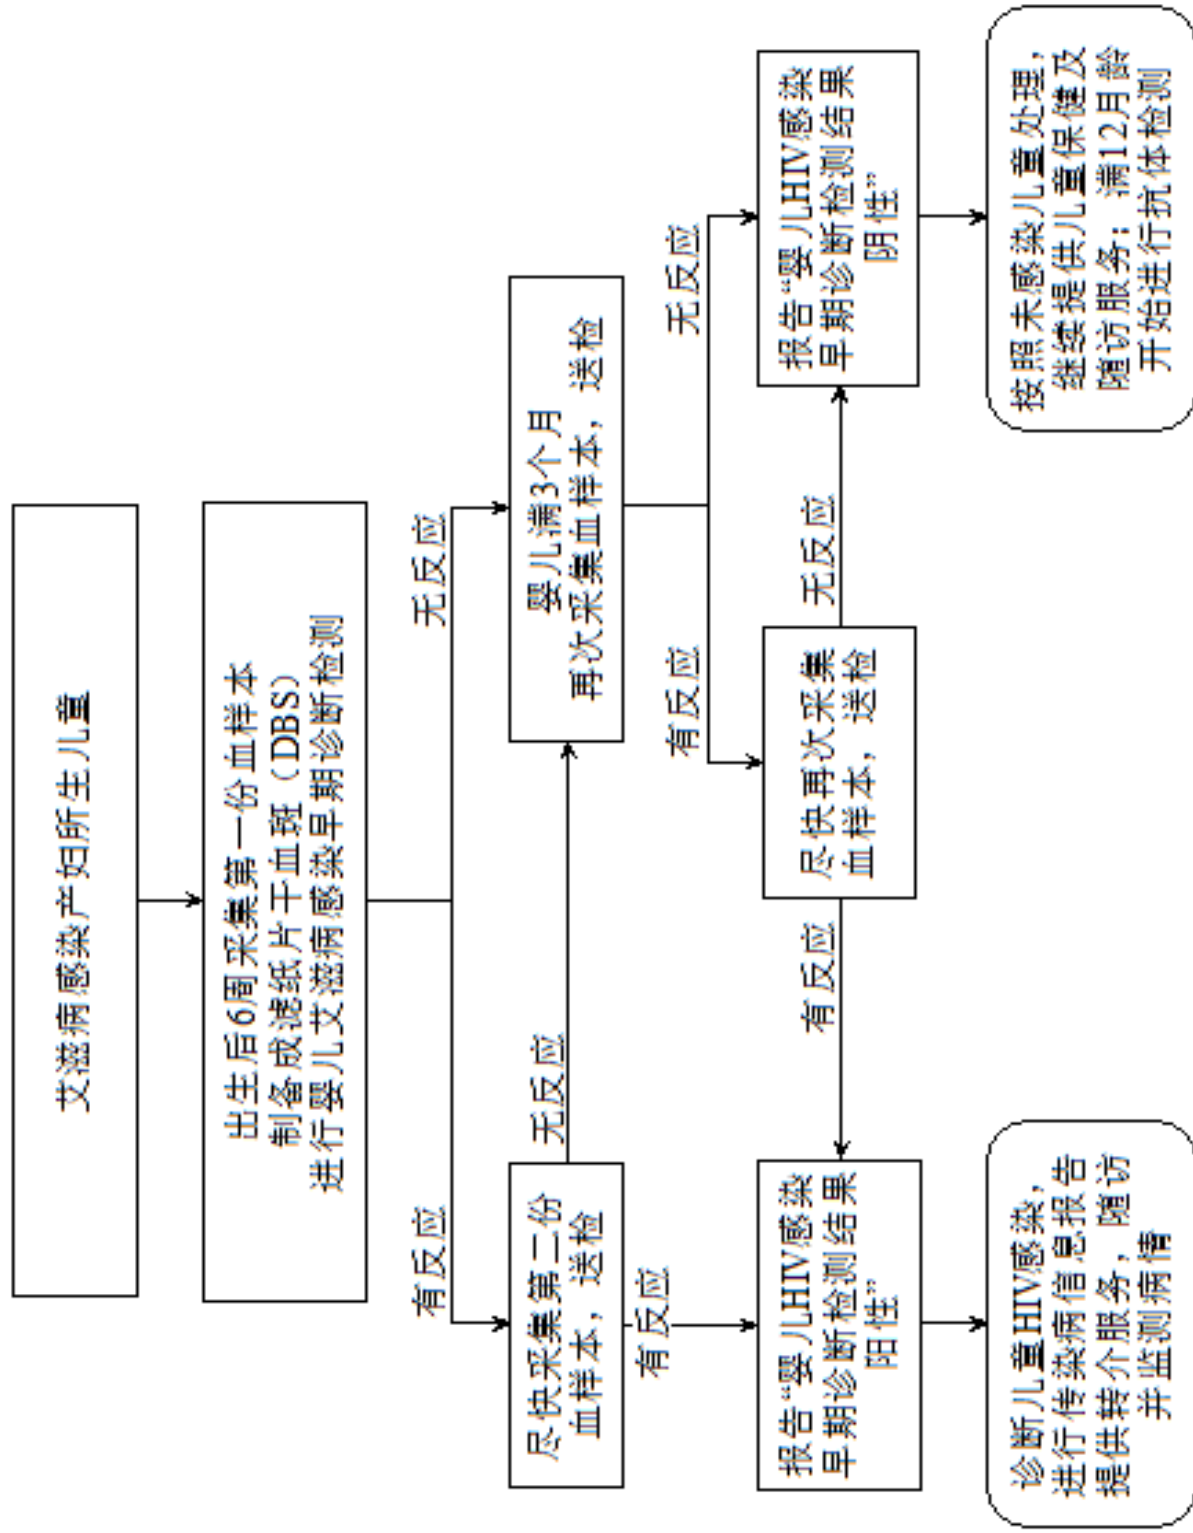 艾滋病感染产妇所生儿童
出生后6周采集第一份血样本
制备成滤纸片干血斑（DBS）
进行婴儿艾滋病感染早期诊断检测
有反应
无反应
尽快采集第二份
血样本，送检
无反应
婴儿满3个月
再次采集血样本，送检
有反应
有反应
无反应
报告“婴儿HIV感染
早期诊断检测结果
阳性”
有反应
尽快再次采集
血样本，送检
无反应
报告“婴儿HIV感染
早期诊断检测结果
阴性”
诊断儿童HIV感染，
进行传染病信息报告
提供转介服务，随访
并监测病情
按照未感染儿童处理，
继续提供儿童保健及
随访服务；满12月龄
开始进行抗体检测